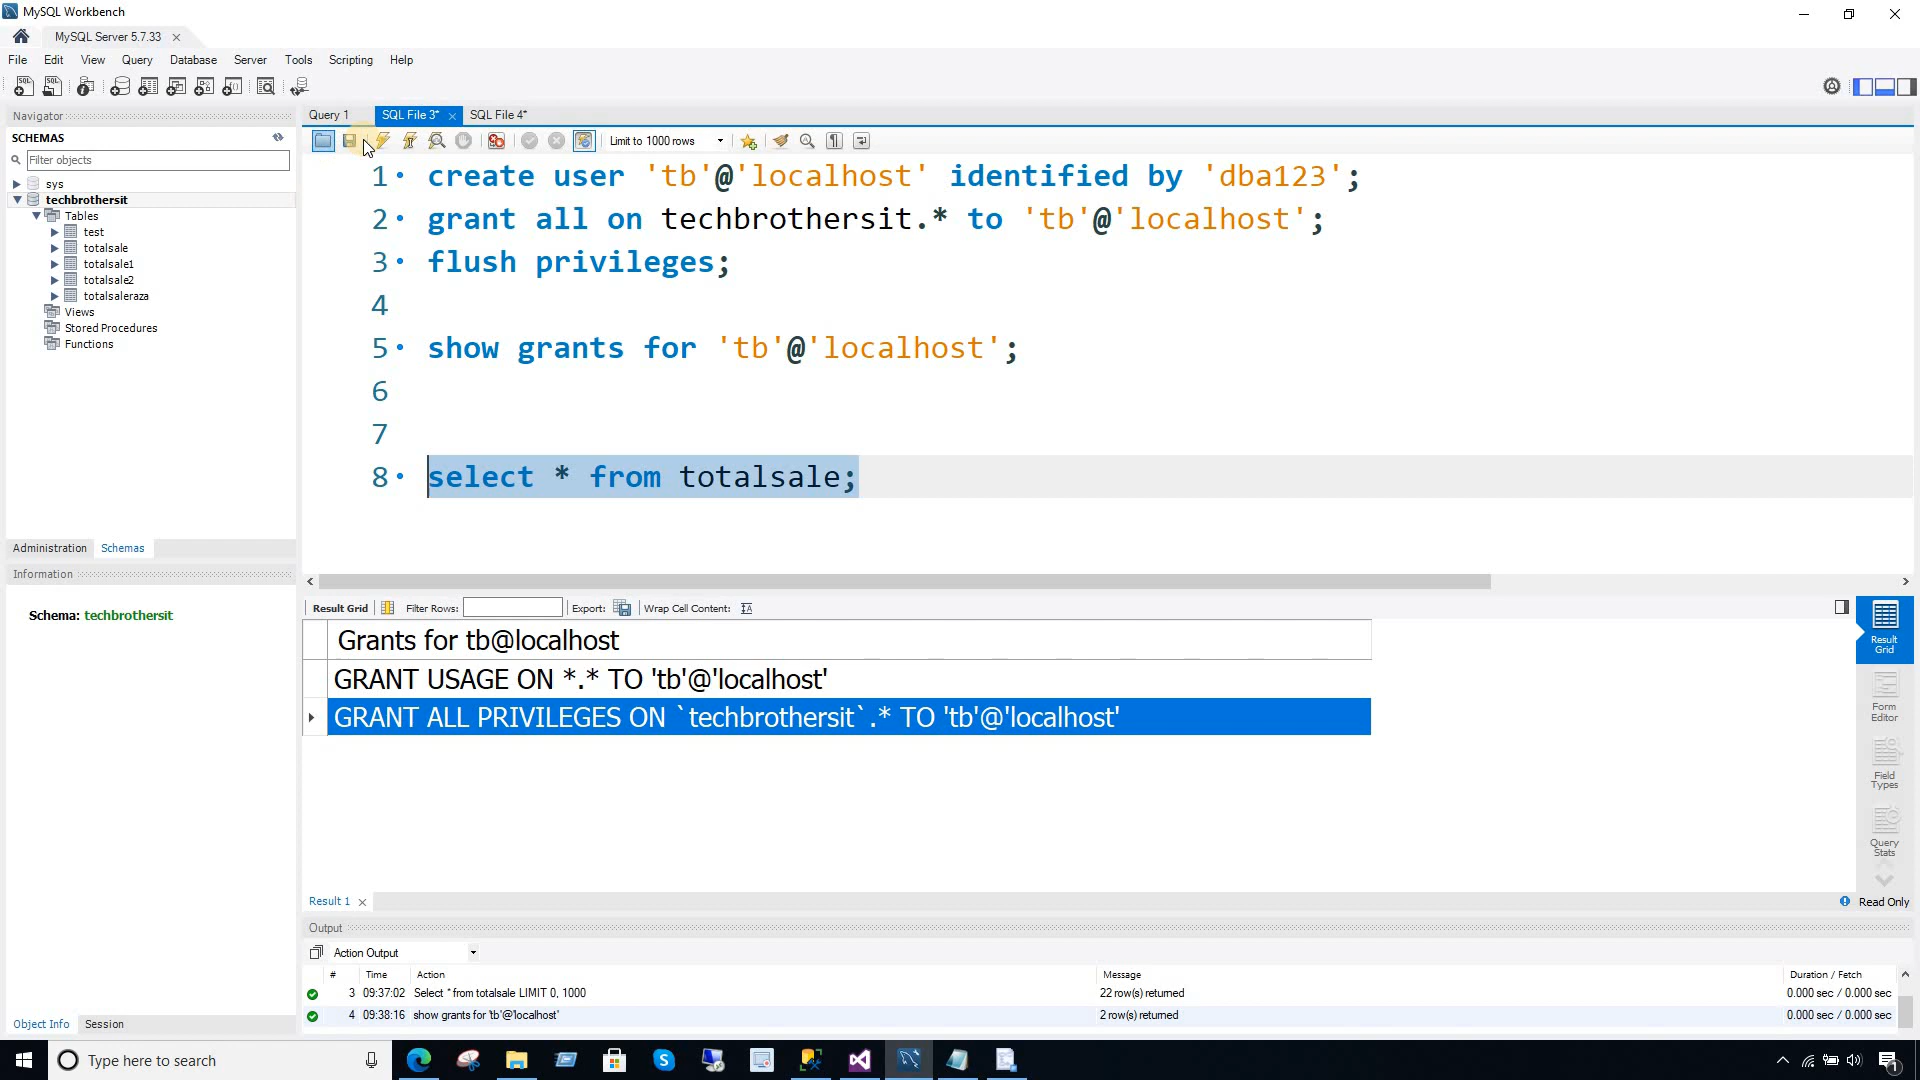 MySQL Workbench
MySQL Server 5.7.33
File Edit View Query Database Server Tools Scripting Help
Navigator
SCHEMAS
Filter objects
sys
techbrothersit
Tables
test
totalsale
totalsale1
totalsale2
totalsaleraza
Views
Stored Procedures
Functions
Administration Schemas
Information
Schema: techbrothersit
Object Info Session
Query 1 SQL File 3* SQL File 4*
Limit to 1000 rows
1 create user 'tb'@'localhost' identified by 'dba123';
2 grant all on techbrothersit.* to 'tb'@'localhost';
3 flush privileges;
4
5 show grants for 'tb'@'localhost';
6
7
8 select * from totalsale;
Result Grid Filter Rows: Export: Wrap Cell Content:
Grants for tb@localhost
GRANT USAGE ON *.* TO 'tb'@'localhost'
GRANT ALL PRIVILEGES ON `techbrothersit`.* TO 'tb'@'localhost'
Result Grid
Form Editor
Field Types
Query Stats
Result 1
Read Only
Output
Action Output
# Time Action Message Duration / Fetch
3 09:37:02 Select * from totalsale LIMIT 0, 1000 22 row(s) returned 0.000 sec / 0.000 sec
4 09:38:16 show grants for 'tb'@'localhost' 2 row(s) returned 0.000 sec / 0.000 sec
Type here to search
1